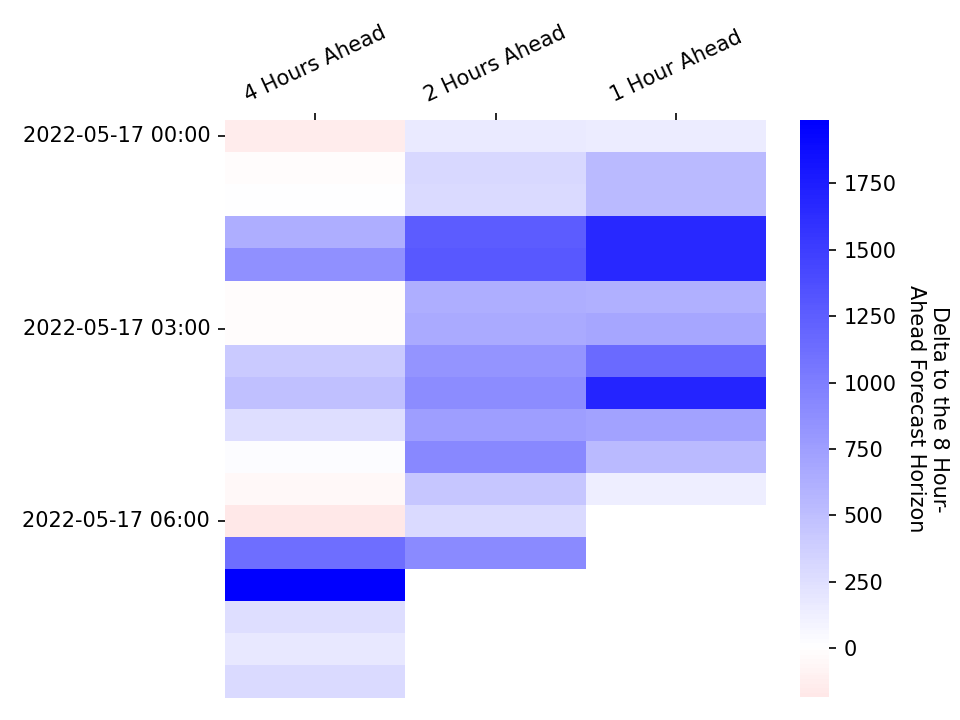 4 Hours Ahead
2 Hours Ahead
1 Hour Ahead
2022-05-17 00:00
2022-05-17 03:00
2022-05-17 06:00
1750
1500
1250
1000
750
500
250
0
Delta to the 8 Hour-
Ahead Forecast Horizon